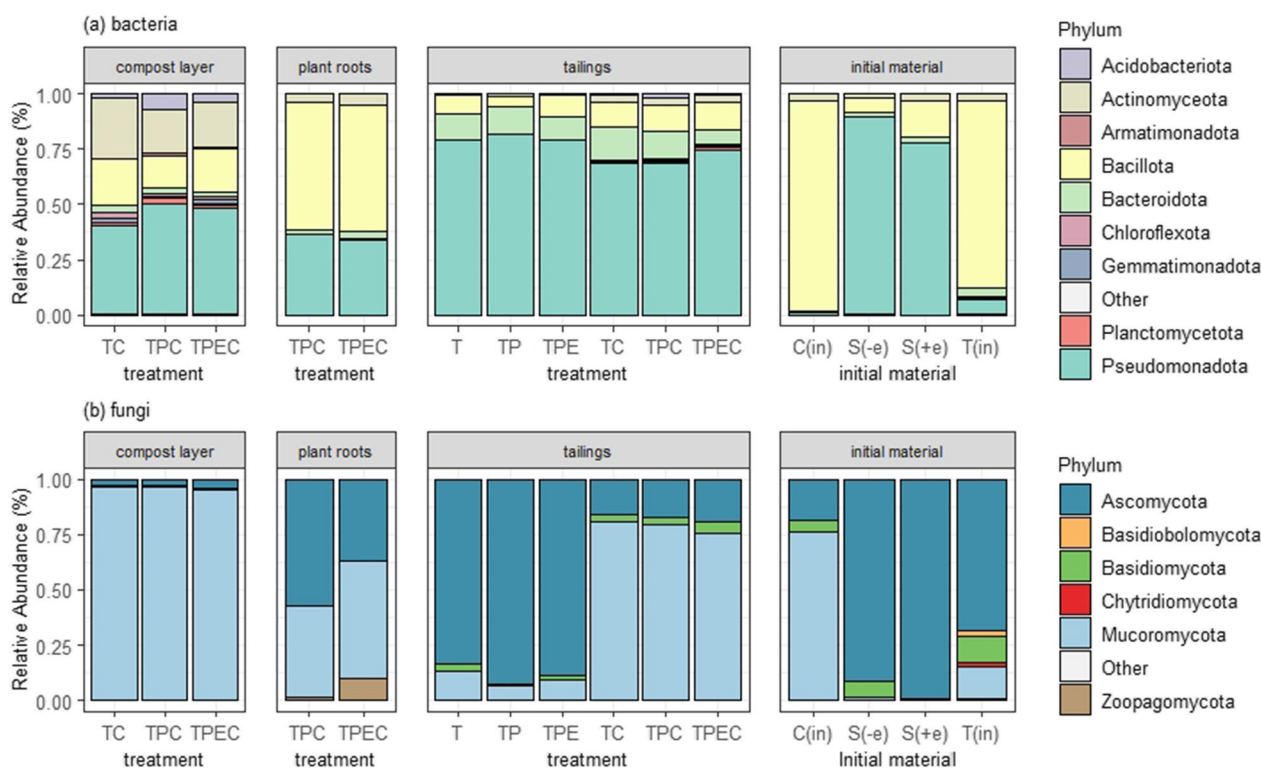 (a) bacteria
compost layer
plant roots
tailings
initial material
Relative Abundance (%)
1.00
0.75
0.50
0.25
0.00
TC TPC TPEC
treatment
TPC TPEC
treatment
T TP TPE TC TPC TPEC
treatment
C(in) S(-e) S(+e) T(in)
initial material
Phylum
Acidobacteriota
Actinomyceota
Armatimonadota
Bacillota
Bacteroidota
Chloroflexota
Gemmatimonadota
Other
Planctomycetota
Pseudomonadota
(b) fungi
compost layer
plant roots
tailings
initial material
Relative Abundance (%)
1.00
0.75
0.50
0.25
0.00
TC TPC TPEC
treatment
TPC TPEC
treatment
T TP TPE TC TPC TPEC
treatment
C(in) S(-e) S(+e) T(in)
Initial material
Phylum
Ascomycota
Basidiobolomycota
Basidiomycota
Chytridiomycota
Mucoromycota
Other
Zoopagomycota